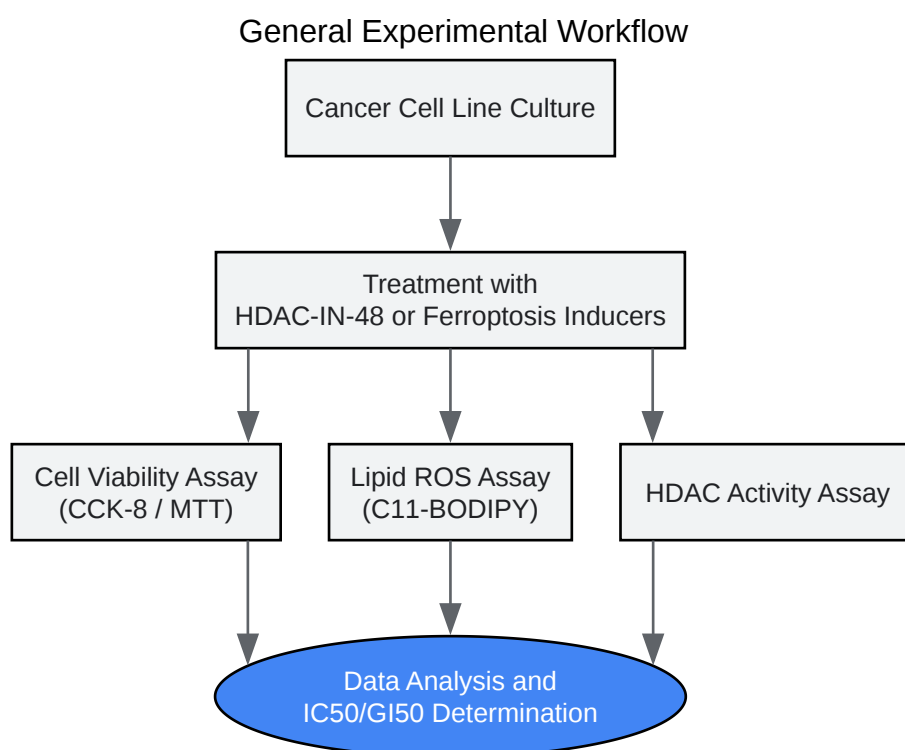 General Experimental Workflow
Cancer Cell Line Culture
Treatment with
HDAC-IN-48 or Ferroptosis Inducers
Cell Viability Assay
(CCK-8 / MTT)
Lipid ROS Assay
(C11-BODIPY)
HDAC Activity Assay
Data Analysis and
IC50/GI50 Determination